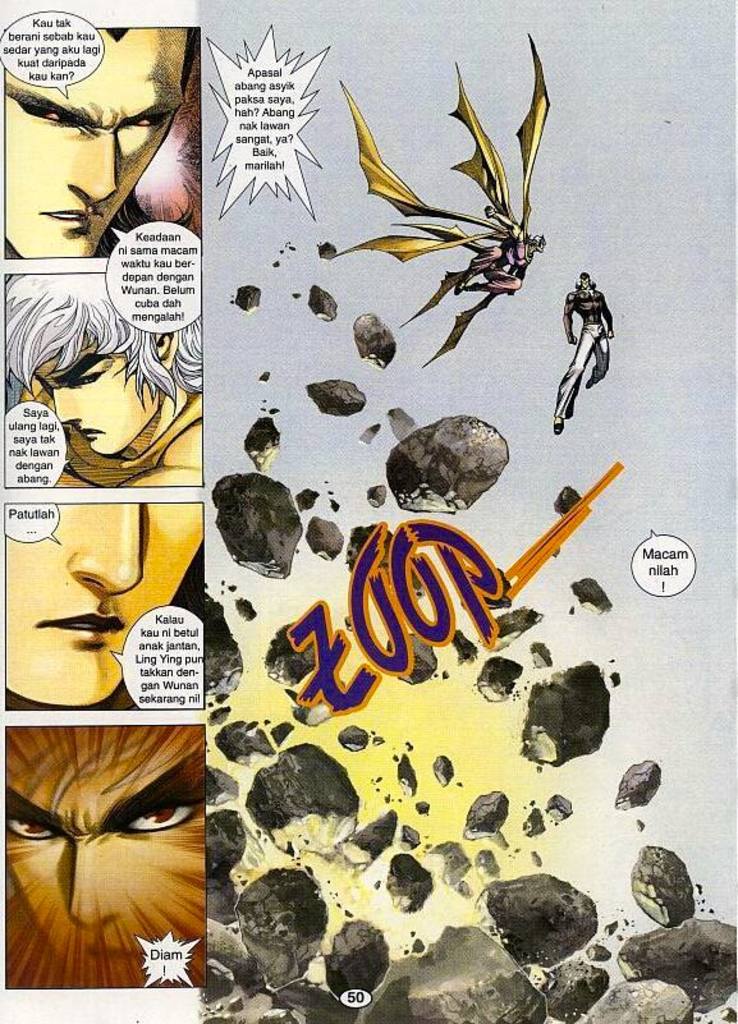 Kau tak
berani sebab kau
sedar yang aku lagi
kuat daripada
kau kan?
Keadaan
ni sama macam
waktu kau ber-
depan dengan
Wunan. Belum
cuba dah
mengalah!
Saya
ulang lagi,
saya tak
nak lawan
dengan
abang.
Patutlah
...
Kalau
kau ni betul
anak jantan,
Ling Ying pun
takkan den-
gan Wunan
sekarang ni!
Diam
!
Apasal
abang asyik
paksa saya,
hah? Abang
nak lawan
sangat, ya?
Baik,
marilah!
ZOOP
Macam
nilah
!
50